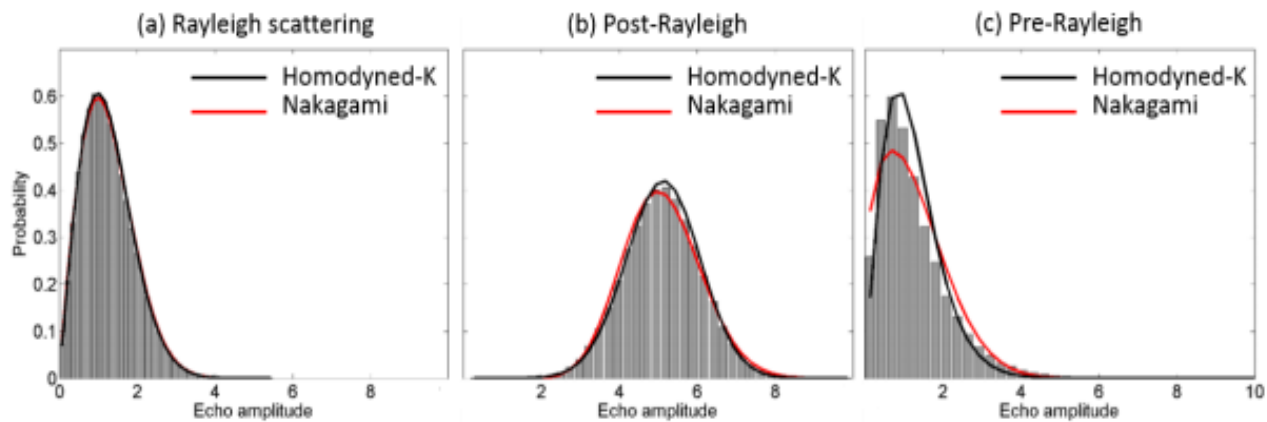 (a) Rayleigh scattering
Homodyned-K
Nakagami
Probability
0.6
0.5
0.4
0.3
0.2
0.1
0
0 2 4 6 8
Echo amplitude
(b) Post-Rayleigh
Homodyned-K
Nakagami
2 4 6 8
Echo amplitude
(c) Pre-Rayleigh
Homodyned-K
Nakagami
2 4 6 8 10
Echo amplitude